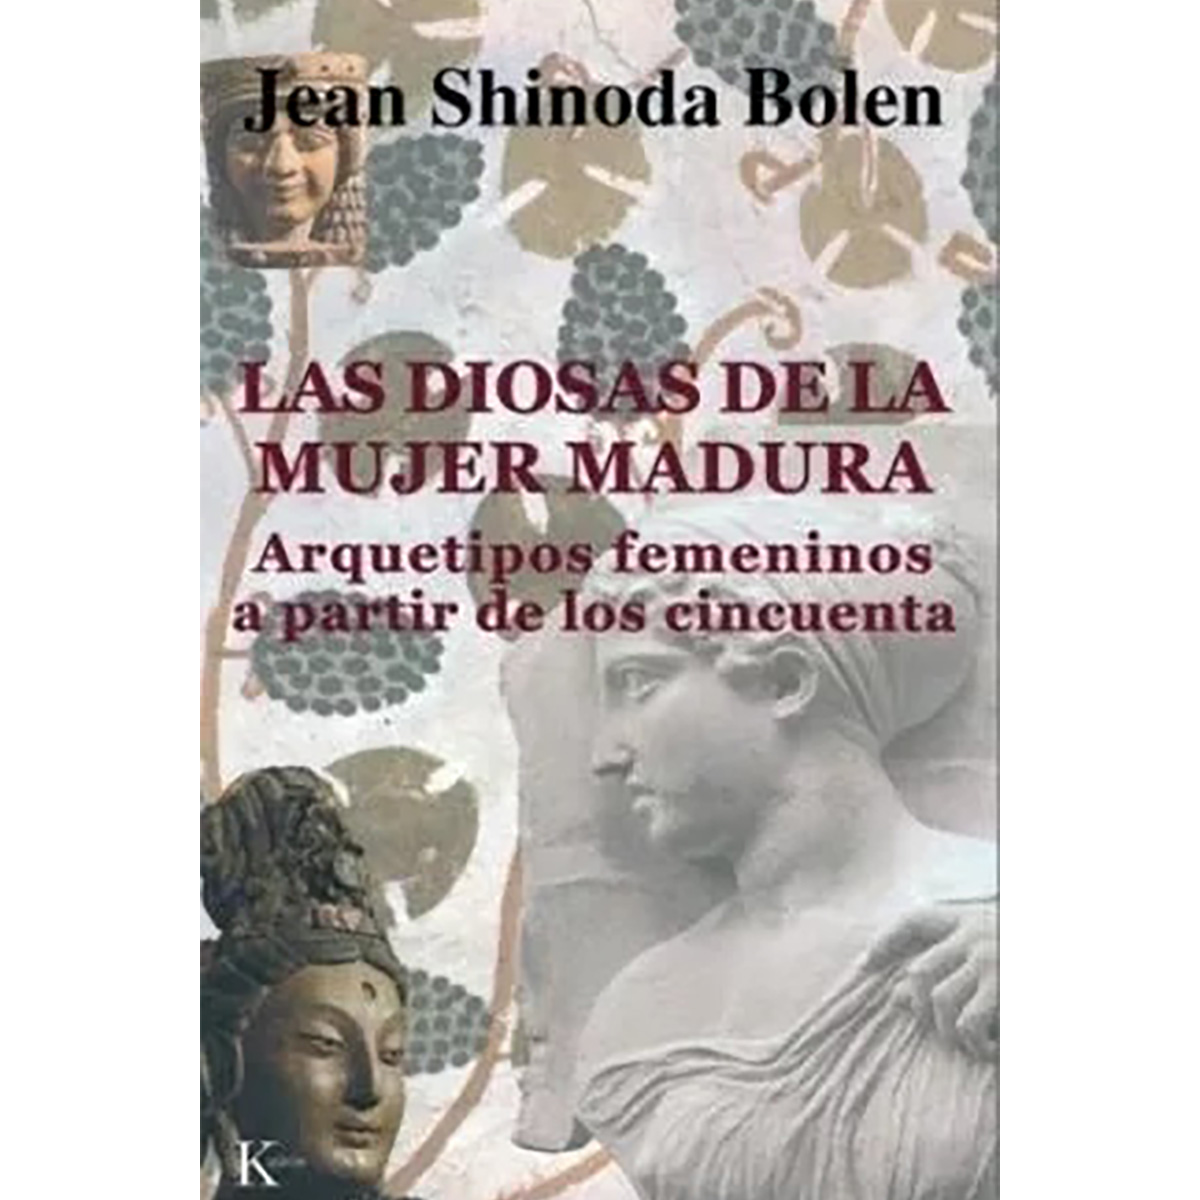 Jean Shinoda Bolen
LAS DIOSAS DE LA
MUJER MADURA
Arquetipos femeninos
a partir de los cincuenta
K